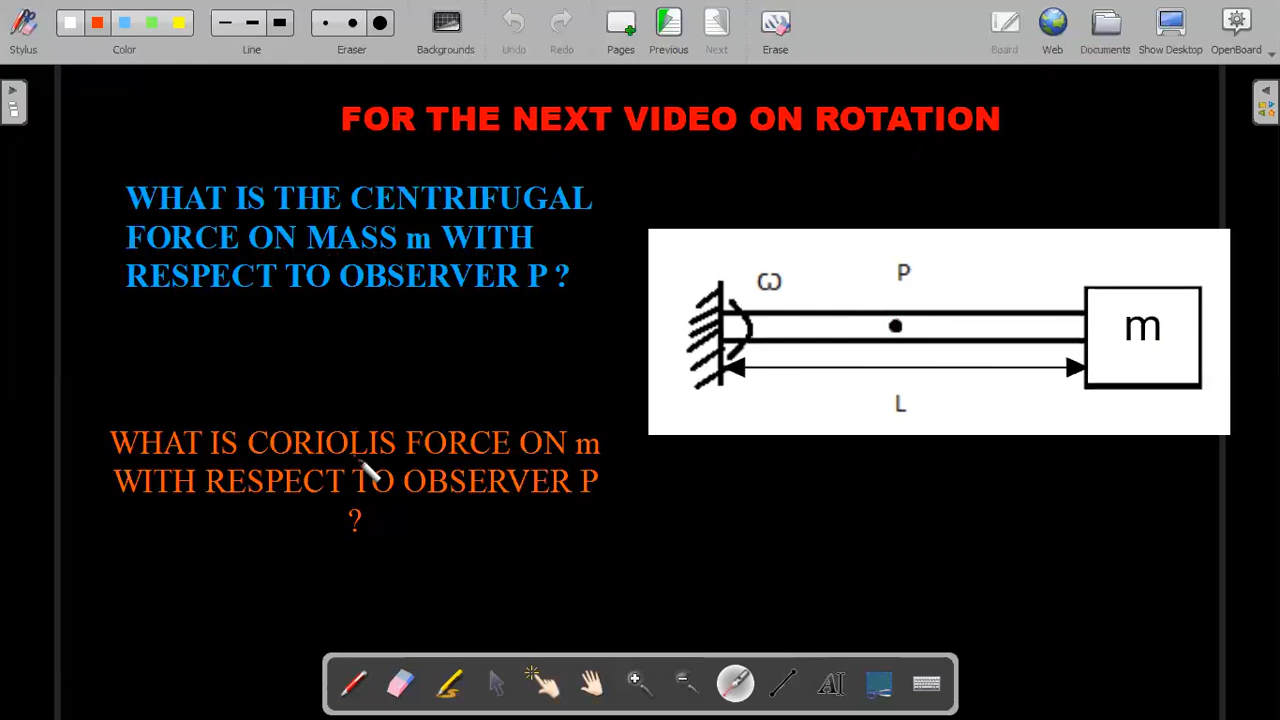 Stylus
Color
Line
Eraser
Backgrounds
Undo
Redo
Pages
Previous
Next
Erase
Board
Web
Documents
Show Desktop
OpenBoard
FOR THE NEXT VIDEO ON ROTATION
WHAT IS THE CENTRIFUGAL
FORCE ON MASS m WITH
RESPECT TO OBSERVER P ?
ω
P
m
L
WHAT IS CORIOLIS FORCE ON m
WITH RESPECT TO OBSERVER P
?
AI